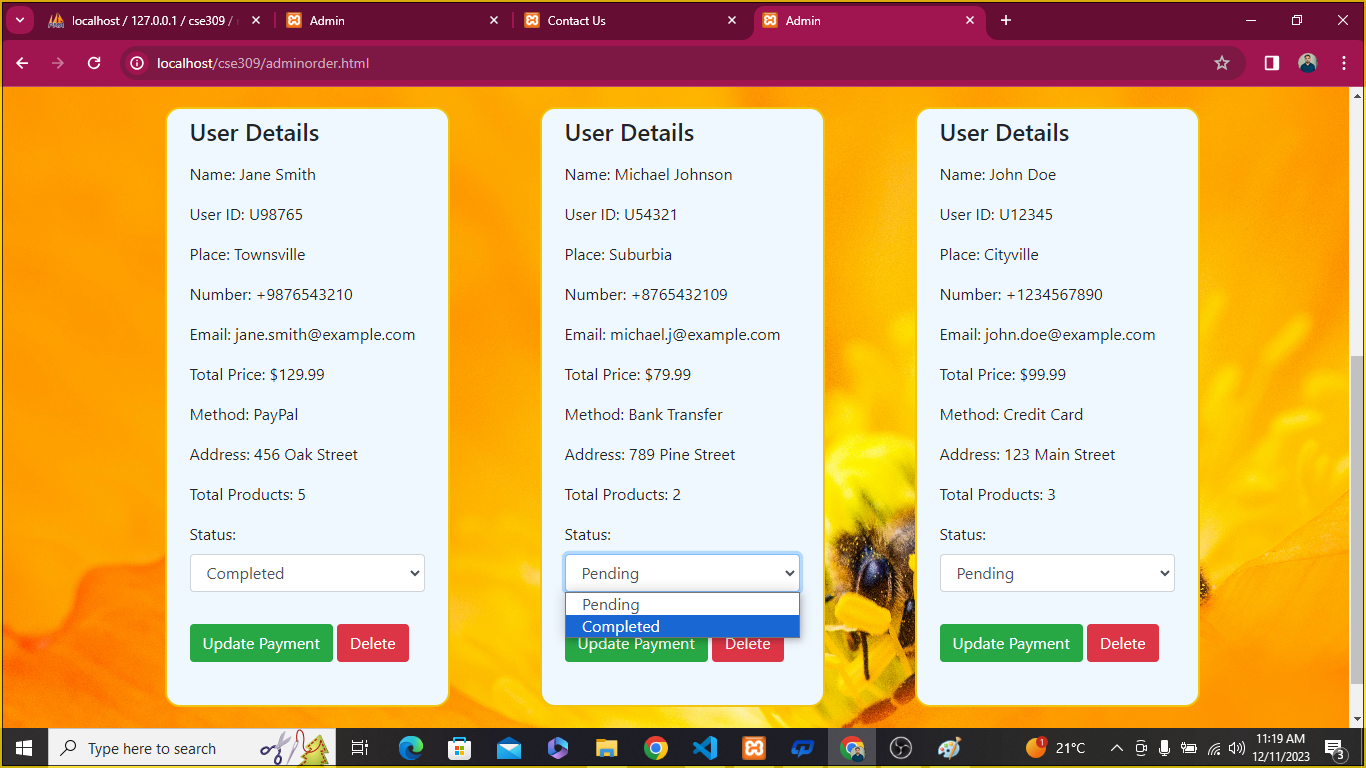 localhost / 127.0.0.1 / cse309 /
Admin
Contact Us
Admin
localhost/cse309/adminorder.html
User Details
Name: Jane Smith
User ID: U98765
Place: Townsville
Number: +9876543210
Email: jane.smith@example.com
Total Price: $129.99
Method: PayPal
Address: 456 Oak Street
Total Products: 5
Status:
Completed
Update Payment
Delete
User Details
Name: Michael Johnson
User ID: U54321
Place: Suburbia
Number: +8765432109
Email: michael.j@example.com
Total Price: $79.99
Method: Bank Transfer
Address: 789 Pine Street
Total Products: 2
Status:
Pending
Pending
Completed
Update Payment
Delete
User Details
Name: John Doe
User ID: U12345
Place: Cityville
Number: +1234567890
Email: john.doe@example.com
Total Price: $99.99
Method: Credit Card
Address: 123 Main Street
Total Products: 3
Status:
Pending
Update Payment
Delete
Type here to search
1
21°C
11:19 AM
12/11/2023
3